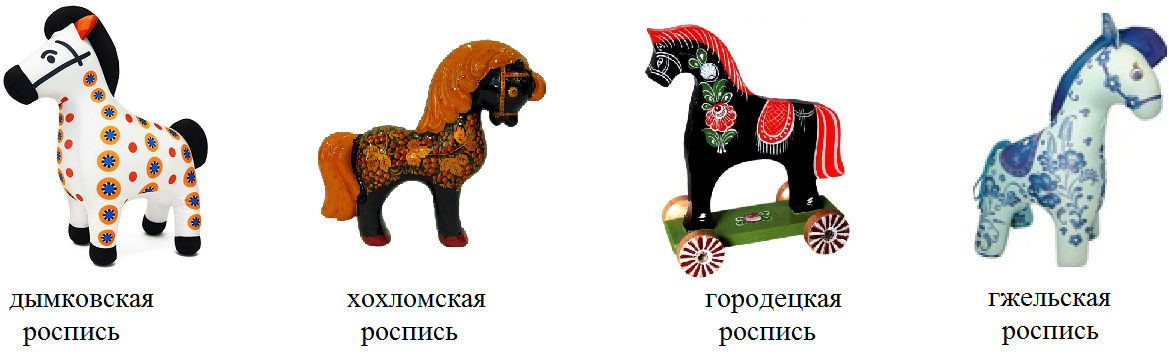 дымковская
роспись
хохломская
роспись
городецкая
роспись
гжельская
роспись